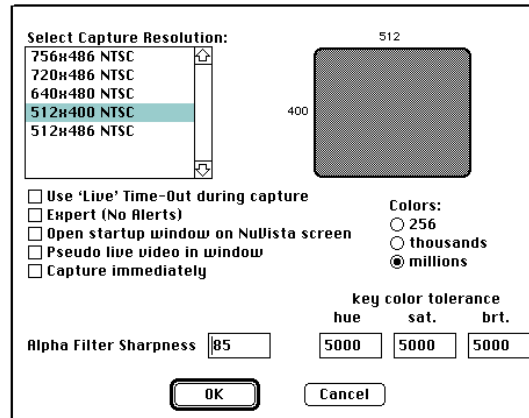 Select Capture Resolution:
756x486 NTSC
720x486 NTSC
640x480 NTSC
512x400 NTSC
512x486 NTSC
512
400
Use ‘Live’ Time-Out during capture
Expert (No Alerts)
Open startup window on NuVista screen
Pseudo live video in window
Capture immediately
Colors:
256
thousands
millions
key color tolerance
hue sat. brt.
Alpha Filter Sharpness 85 5000 5000 5000
OK Cancel